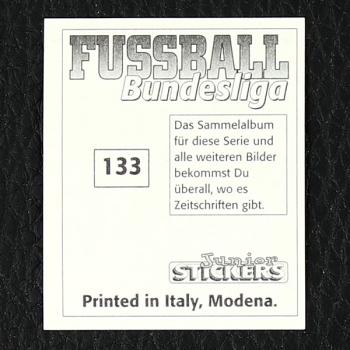 FUSSBALL
Bundesliga
133
Das Sammelalbum
für diese Serie und
alle weiteren Bilder
bekommst Du
überall, wo es
Zeitschriften gibt.
Junior
STICKERS
Printed in Italy, Modena.